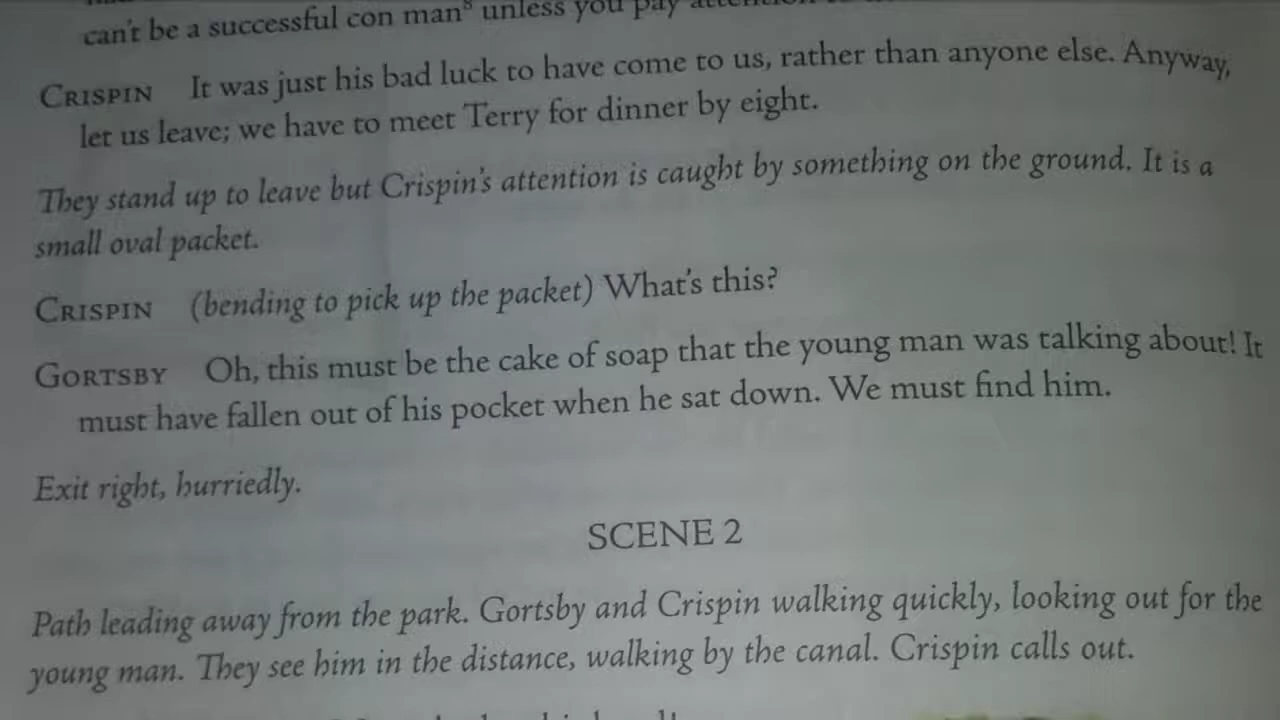 can't be a successful con man⁸ unless you pay attention to
CRISPIN It was just his bad luck to have come to us, rather than anyone else. Anyway,
let us leave; we have to meet Terry for dinner by eight.
They stand up to leave but Crispin's attention is caught by something on the ground. It is a
small oval packet.
CRISPIN (bending to pick up the packet) What's this?
GORTSBY Oh, this must be the cake of soap that the young man was talking about! It
must have fallen out of his pocket when he sat down. We must find him.
Exit right, hurriedly.
SCENE 2
Path leading away from the park. Gortsby and Crispin walking quickly, looking out for the
young man. They see him in the distance, walking by the canal. Crispin calls out.